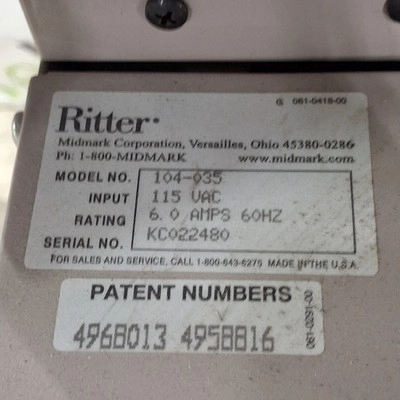 G 061-0418-00
Ritter
Midmark Corporation, Versailles, Ohio 45380-0286
Ph: 1-800-MIDMARK www.midmark.com
MODEL NO. 104-035
INPUT 115 VAC
RATING 6.0 AMPS 60HZ
SERIAL NO. KC022480
FOR SALES AND SERVICE, CALL 1-800-643-6275 MADE IN THE U.S.A.
PATENT NUMBERS
4968013 4958816
061-0291-00